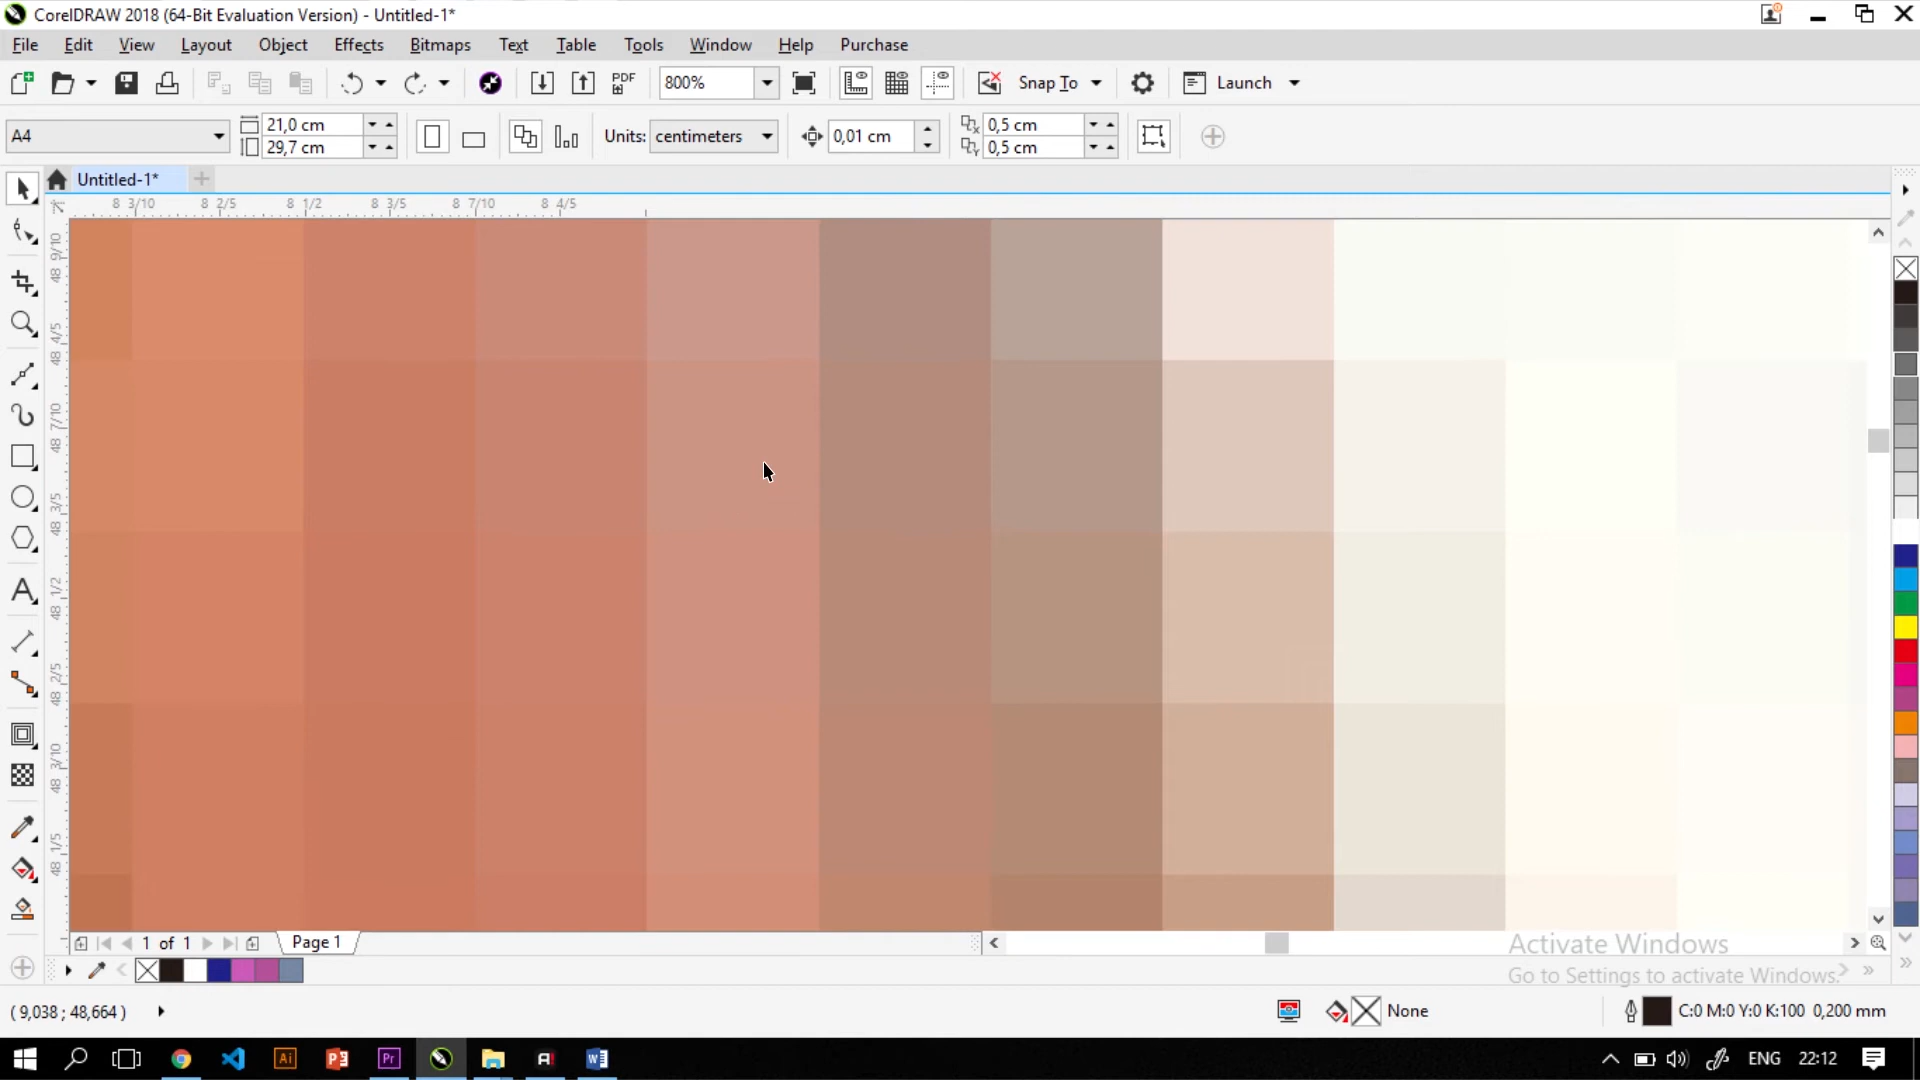 CorelDRAW 2018 (64-Bit Evaluation Version) - Untitled-1*
File Edit View Layout Object Effects Bitmaps Text Table Tools Window Help Purchase
PDF 800% Snap To Launch
A4 21,0 cm Units: centimeters 0,01 cm 0,5 cm
29,7 cm 0,5 cm
Untitled-1*
8 3/10 8 2/5 8 1/2 8 3/5 8 7/10 8 4/5
48 9/10
48 4/5
48 7/10
48 3/5
48 1/2
48 2/5
48 3/10
48 1/5
1 of 1 Page 1
Activate Windows
Go to Settings to activate Windows.
( 9,038 ; 48,664 ) None C:0 M:0 Y:0 K:100 0,200 mm
Ai P Pr A! W ENG 22:12